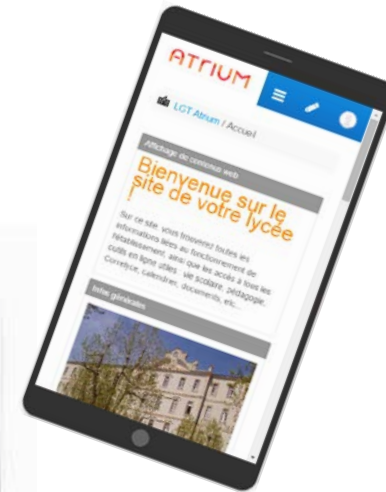 ATRIUM
LGT Atrium / Accueil
Affichage de contenus web
Bienvenue sur le
site de votre lycée
!
Sur ce site, vous trouverez toutes les
informations liées au fonctionnement de
l'établissement, ainsi que les accès à tous les
outils en ligne utiles : vie scolaire, pédagogie,
Correlyce, calendrier, documents, etc...
Infos générales